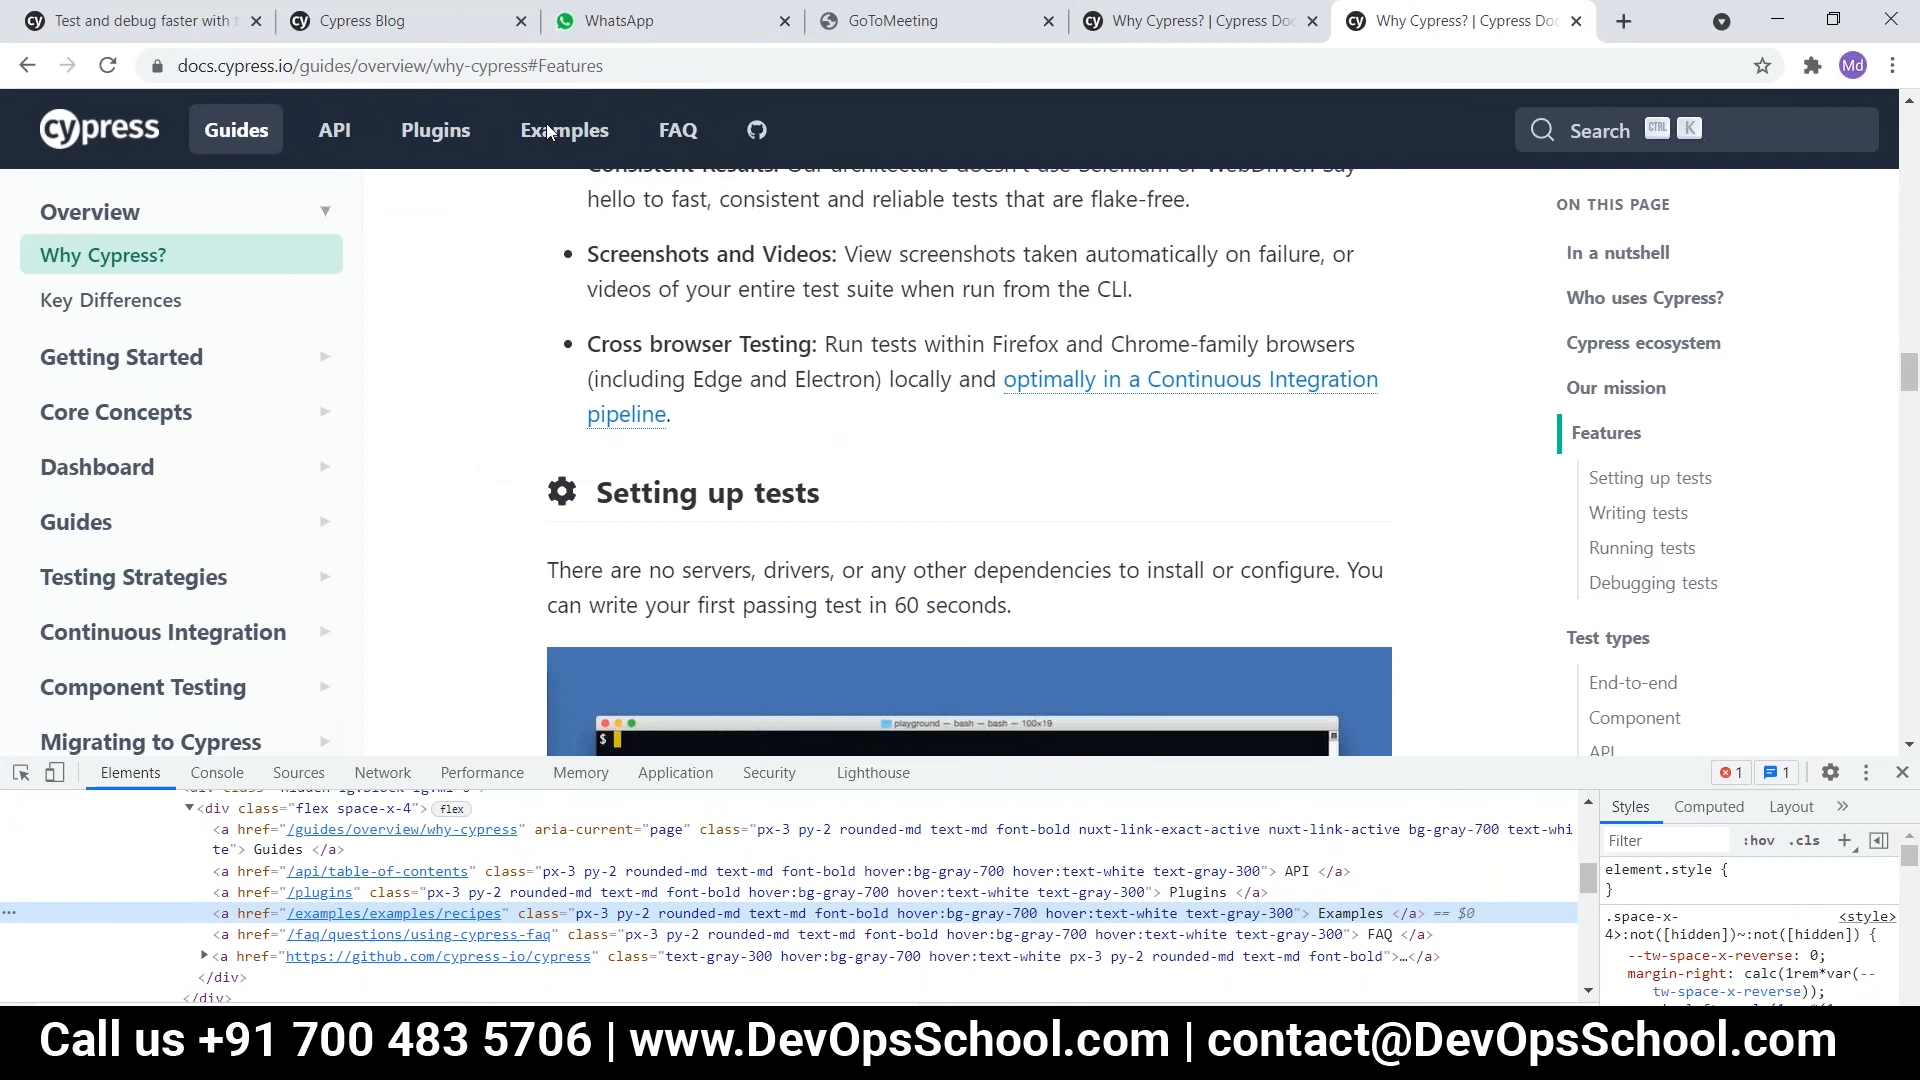 Test and debug faster with t
Cypress Blog
WhatsApp
GoToMeeting
Why Cypress? | Cypress Doc
Why Cypress? | Cypress Doc
docs.cypress.io/guides/overview/why-cypress#Features
Md
cypress
Guides
API
Plugins
Examples
FAQ
Search CTRL K
Overview
Why Cypress?
Key Differences
Getting Started
Core Concepts
Dashboard
Guides
Testing Strategies
Continuous Integration
Component Testing
Migrating to Cypress
Consistent Results: Our architecture doesn't use Selenium or WebDriver. Say
hello to fast, consistent and reliable tests that are flake-free.
• Screenshots and Videos: View screenshots taken automatically on failure, or
videos of your entire test suite when run from the CLI.
• Cross browser Testing: Run tests within Firefox and Chrome-family browsers
(including Edge and Electron) locally and optimally in a Continuous Integration
pipeline.
Setting up tests
There are no servers, drivers, or any other dependencies to install or configure. You
can write your first passing test in 60 seconds.
playground — bash — bash — 100x19
$
ON THIS PAGE
In a nutshell
Who uses Cypress?
Cypress ecosystem
Our mission
Features
Setting up tests
Writing tests
Running tests
Debugging tests
Test types
End-to-end
Component
API
Elements
Console
Sources
Network
Performance
Memory
Application
Security
Lighthouse
1
1
▼<div class="flex space-x-4"> flex
<a href="/guides/overview/why-cypress" aria-current="page" class="px-3 py-2 rounded-md text-md font-bold nuxt-link-exact-active nuxt-link-active bg-gray-700 text-whi
te"> Guides </a>
<a href="/api/table-of-contents" class="px-3 py-2 rounded-md text-md font-bold hover:bg-gray-700 hover:text-white text-gray-300"> API </a>
<a href="/plugins" class="px-3 py-2 rounded-md text-md font-bold hover:bg-gray-700 hover:text-white text-gray-300"> Plugins </a>
... <a href="/examples/examples/recipes" class="px-3 py-2 rounded-md text-md font-bold hover:bg-gray-700 hover:text-white text-gray-300"> Examples </a> == $0
<a href="/faq/questions/using-cypress-faq" class="px-3 py-2 rounded-md text-md font-bold hover:bg-gray-700 hover:text-white text-gray-300"> FAQ </a>
▶<a href="https://github.com/cypress-io/cypress" class="text-gray-300 hover:bg-gray-700 hover:text-white px-3 py-2 rounded-md text-md font-bold">…</a>
</div>
</div>
Styles
Computed
Layout
»
Filter
:hov
.cls
+
element.style {
}
.space-x- <style>
4>:not([hidden])~:not([hidden]) {
--tw-space-x-reverse: 0;
margin-right: calc(1rem*var(--
tw-space-x-reverse));
Call us +91 700 483 5706 | www.DevOpsSchool.com | contact@DevOpsSchool.com